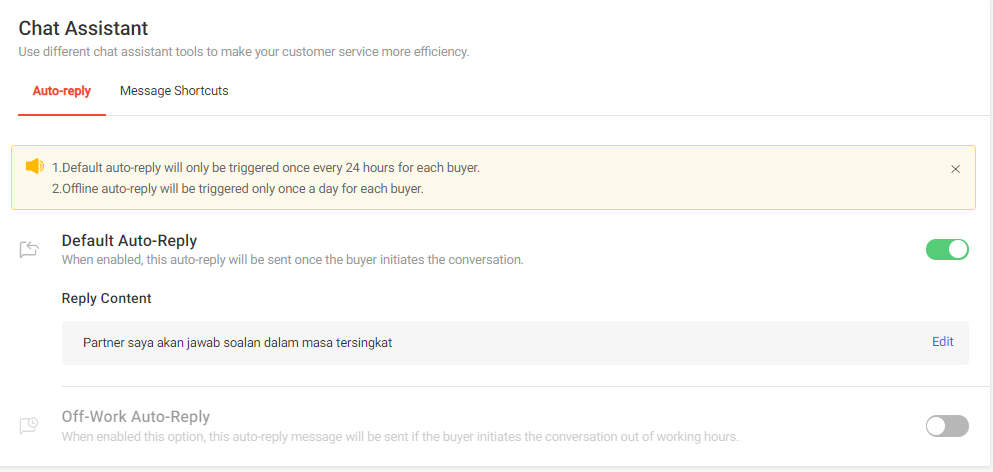 Chat Assistant
Use different chat assistant tools to make your customer service more efficiency.
Auto-reply
Message Shortcuts
1.Default auto-reply will only be triggered once every 24 hours for each buyer.
2.Offline auto-reply will be triggered only once a day for each buyer.
Default Auto-Reply
When enabled, this auto-reply will be sent once the buyer initiates the conversation.
Reply Content
Partner saya akan jawab soalan dalam masa tersingkat
Edit
Off-Work Auto-Reply
When enabled this option, this auto-reply message will be sent if the buyer initiates the conversation out of working hours.